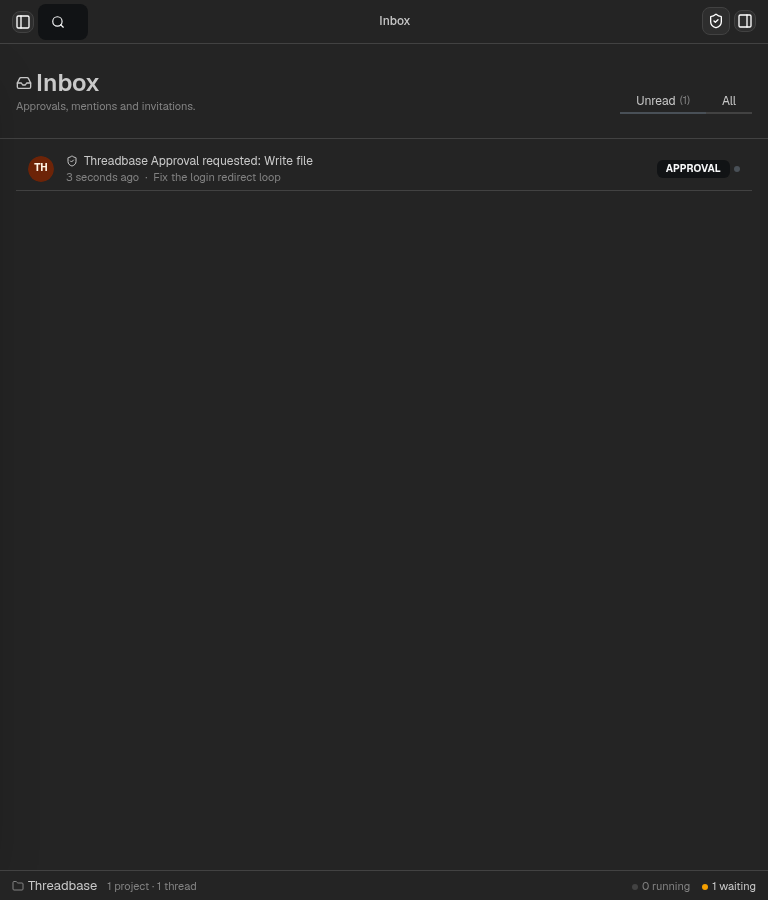 Inbox
Inbox
Approvals, mentions and invitations.
Unread (1) All
TH
Threadbase Approval requested: Write file
3 seconds ago · Fix the login redirect loop
APPROVAL
Threadbase 1 project · 1 thread
0 running 1 waiting